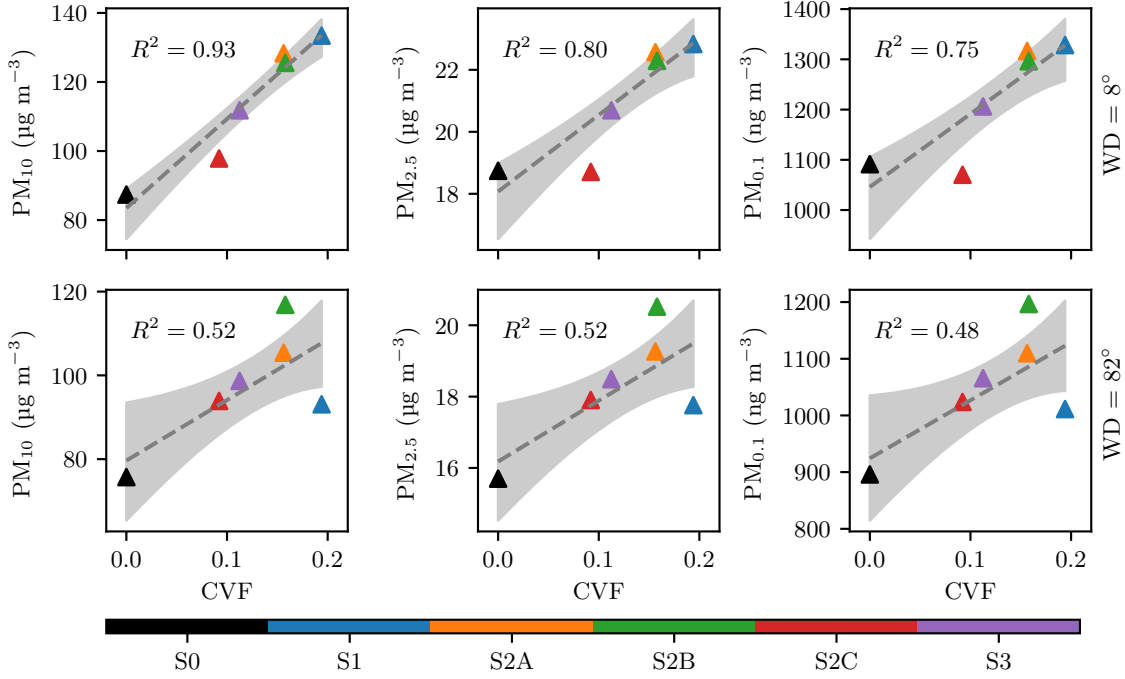 140
120
100
80
PM₁₀ (µg m⁻³)
R² = 0.93
22
20
18
PM₂.₅ (µg m⁻³)
R² = 0.80
1400
1300
1200
1100
1000
PM₀.₁ (ng m⁻³)
R² = 0.75
WD = 8°
120
100
80
PM₁₀ (µg m⁻³)
R² = 0.52
0.0 0.1 0.2
CVF
20
18
16
PM₂.₅ (µg m⁻³)
R² = 0.52
0.0 0.1 0.2
CVF
1200
1100
1000
900
800
PM₀.₁ (ng m⁻³)
R² = 0.48
0.0 0.1 0.2
CVF
WD = 82°
S0 S1 S2A S2B S2C S3